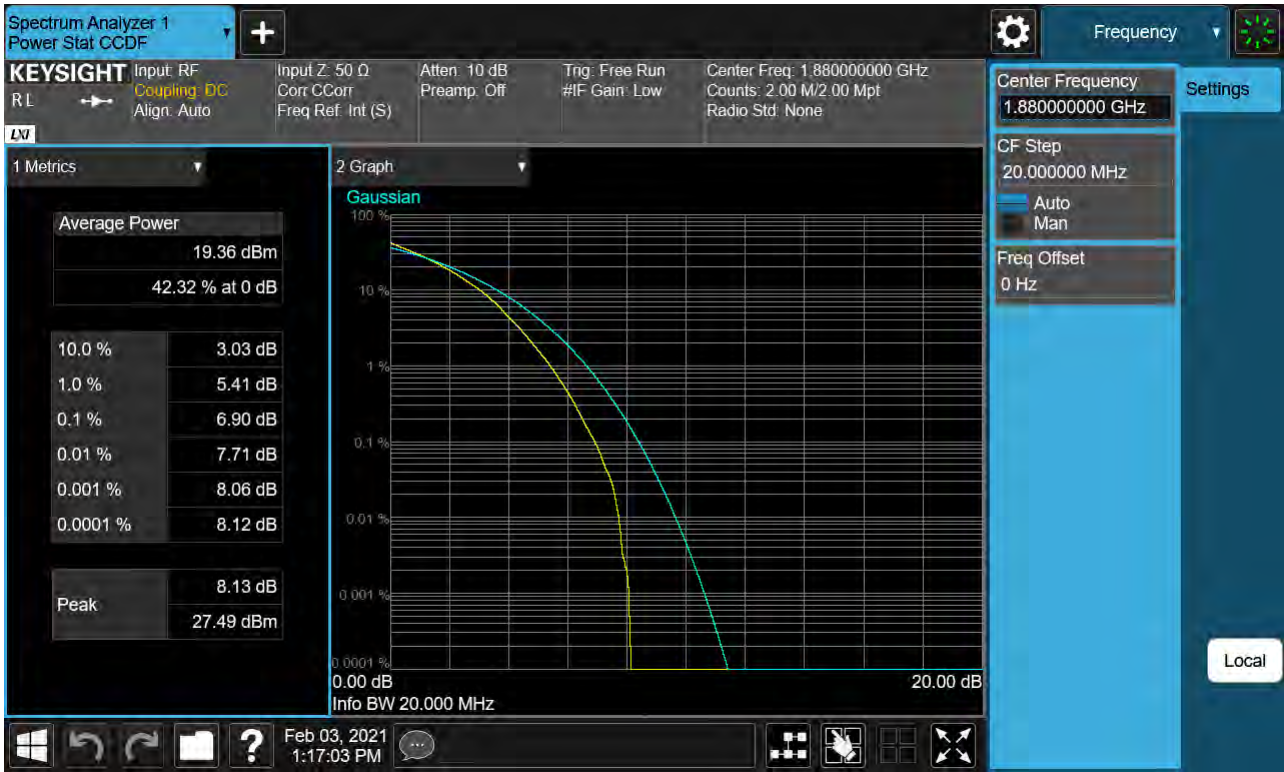 Spectrum Analyzer 1
Power Stat CCDF
+
Frequency
KEYSIGHT
RL
LXI
Input: RF
Coupling: DC
Align: Auto
Input Z: 50 Ω
Corr CCorr
Freq Ref: Int (S)
Atten: 10 dB
Preamp: Off
Trig: Free Run
#IF Gain: Low
Center Freq: 1.880000000 GHz
Counts: 2.00 M/2.00 Mpt
Radio Std: None
Center Frequency
1.880000000 GHz
Settings
CF Step
20.000000 MHz
Auto
Man
Freq Offset
0 Hz
1 Metrics
Average Power
19.36 dBm
42.32 % at 0 dB
10.0 % 3.03 dB
1.0 % 5.41 dB
0.1 % 6.90 dB
0.01 % 7.71 dB
0.001 % 8.06 dB
0.0001 % 8.12 dB
Peak
8.13 dB
27.49 dBm
2 Graph
Gaussian
100 %
10 %
1 %
0.1 %
0.01 %
0.001 %
0.0001 %
0.00 dB 20.00 dB
Info BW 20.000 MHz
Local
?
Feb 03, 2021
1:17:03 PM